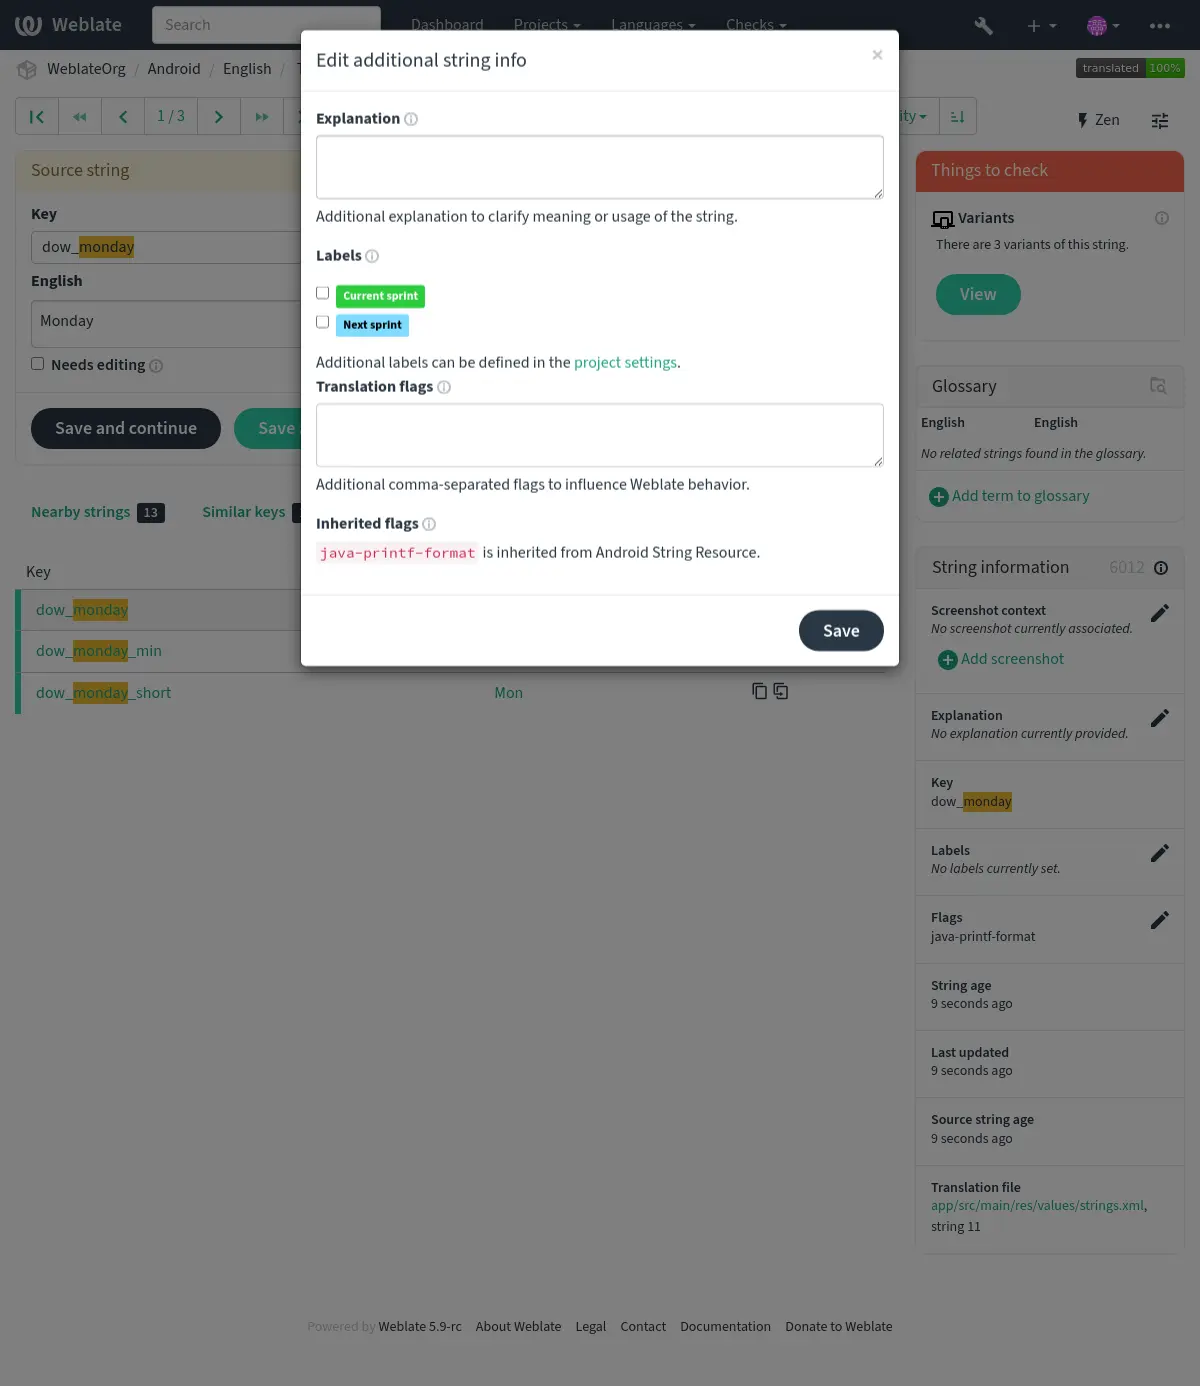 Weblate
Search
Dashboard
Projects
Languages
Checks
WeblateOrg / Android / English /
translated 100%
1 / 3
Zen
Edit additional string info
×
Explanation
Additional explanation to clarify meaning or usage of the string.
Labels
Current sprint
Next sprint
Additional labels can be defined in the project settings.
Translation flags
Additional comma-separated flags to influence Weblate behavior.
Inherited flags
java-printf-format is inherited from Android String Resource.
Save
Source string
Key
dow_monday
English
Monday
Needs editing
Save and continue
Save
Nearby strings 13
Similar keys
Key
dow_monday
dow_monday_min
dow_monday_short
Mon
Things to check
Variants
There are 3 variants of this string.
View
Glossary
English English
No related strings found in the glossary.
Add term to glossary
String information 6012
Screenshot context
No screenshot currently associated.
Add screenshot
Explanation
No explanation currently provided.
Key
dow_monday
Labels
No labels currently set.
Flags
java-printf-format
String age
9 seconds ago
Last updated
9 seconds ago
Source string age
9 seconds ago
Translation file
app/src/main/res/values/strings.xml,
string 11
Powered by Weblate 5.9-rc About Weblate Legal Contact Documentation Donate to Weblate